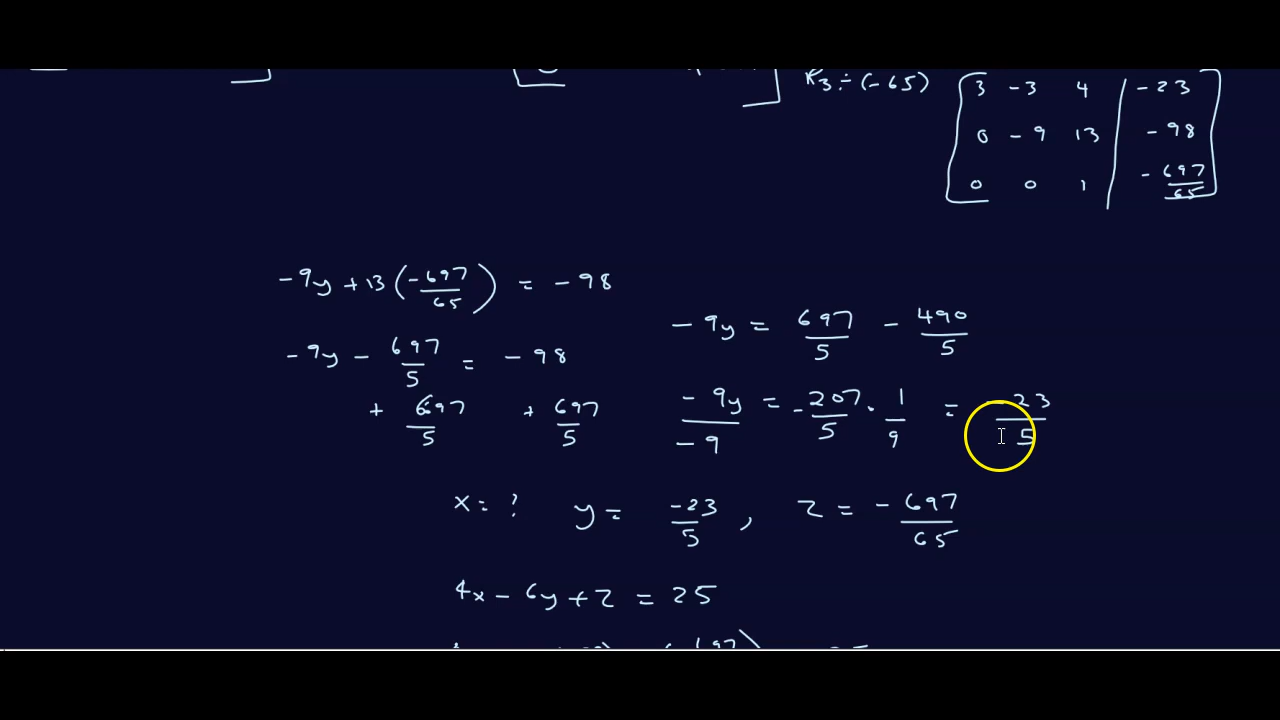 R₃ ÷ (-65)
3 -3 4 | -23
0 -9 13 | -98
0 0 1 | -697/65
-9y + 13(-697/65) = -98
-9y - 697/5 = -98
+ 697/5 + 697/5
-9y = 697/5 - 490/5
-9y/-9 = -207/5 · 1/9 = -23/5
x = ? y = -23/5, z = -697/65
4x - 6y + z = 25